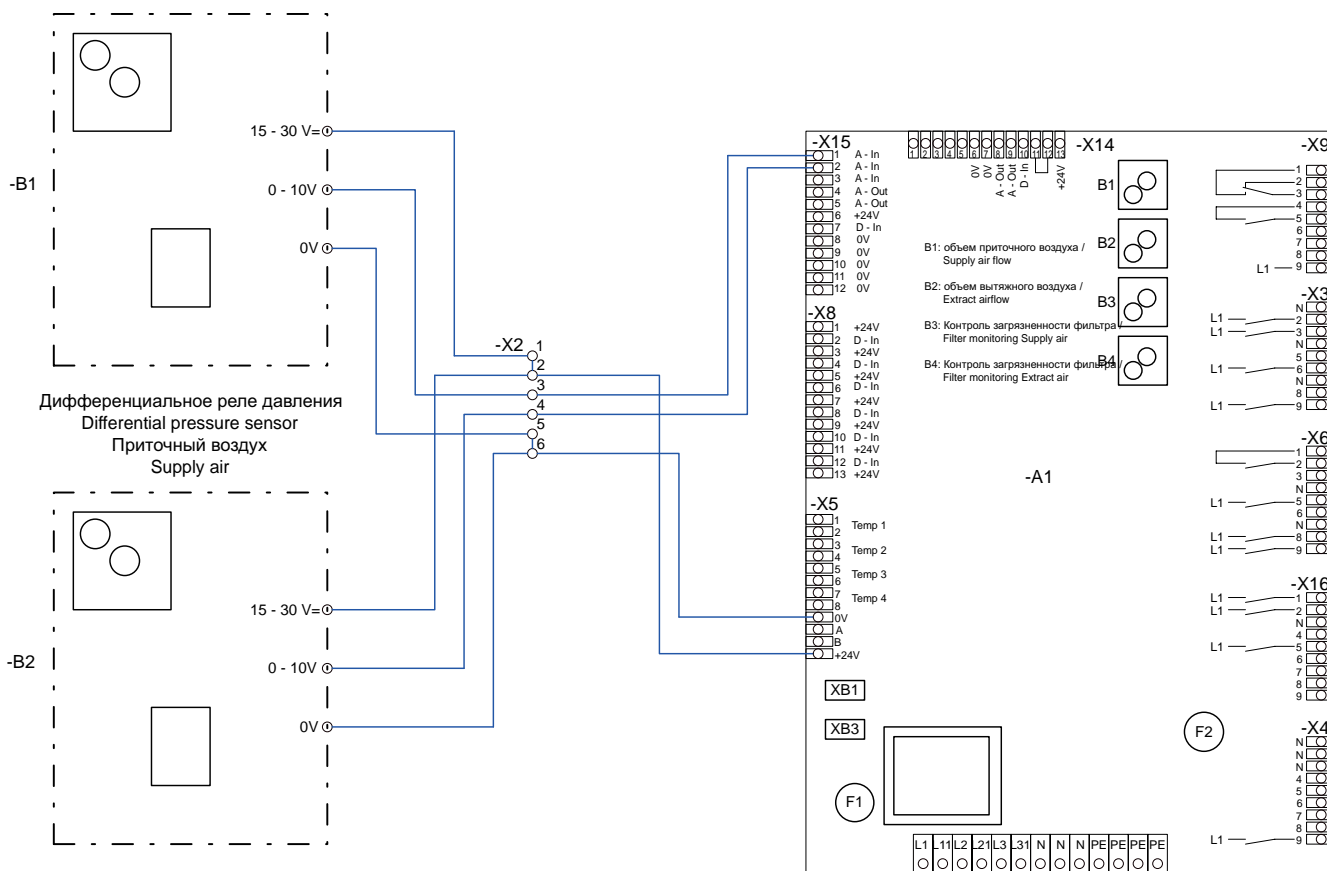 -B1
15 - 30 V=
0 - 10V
0V
Дифференциальное реле давления
Differential pressure sensor
Приточный воздух
Supply air
-B2
15 - 30 V=
0 - 10V
0V
-X2
1
2
3
4
5
6
-X15
1 A - In
2 A - In
3 A - In
4 A - Out
5 A - Out
6 +24V
7 D - In
8 0V
9 0V
10 0V
11 0V
12 0V
-X8
1 +24V
2 D - In
3 +24V
4 D - In
5 +24V
6 D - In
7 +24V
8 D - In
9 +24V
10 D - In
11 +24V
12 D - In
13 +24V
-X5
1
2
Temp 1
3
4
Temp 2
5
6
Temp 3
7
8
Temp 4
0V
A
B
+24V
XB1
XB3
F1
F2
-A1
-X14
1 2 3 4 5 6 7 8 9 10 11 12 13
0V 0V A - Out A - Out D - In +24V
B1
B2
B3
B4
B1: объем приточного воздуха /
Supply air flow
B2: объем вытяжного воздуха /
Extract airflow
B3: Контроль загрязненности фильтра /
Filter monitoring Supply air
B4: Контроль загрязненности фильтра /
Filter monitoring Extract air
-X9
1
2
3
4
5
6
7
8
L1 9
-X3
N
L1 2
L1 3
N
5
L1 6
N
8
L1 9
-X6
1
2
3
N
L1 5
6
N
L1 8
L1 9
-X16
L1 1
L1 2
N
4
L1 5
6
7
8
9
-X4
N
N
N
4
5
6
7
8
L1 9
L1 L11 L2 L21 L3 L31 N N N PE PE PE PE